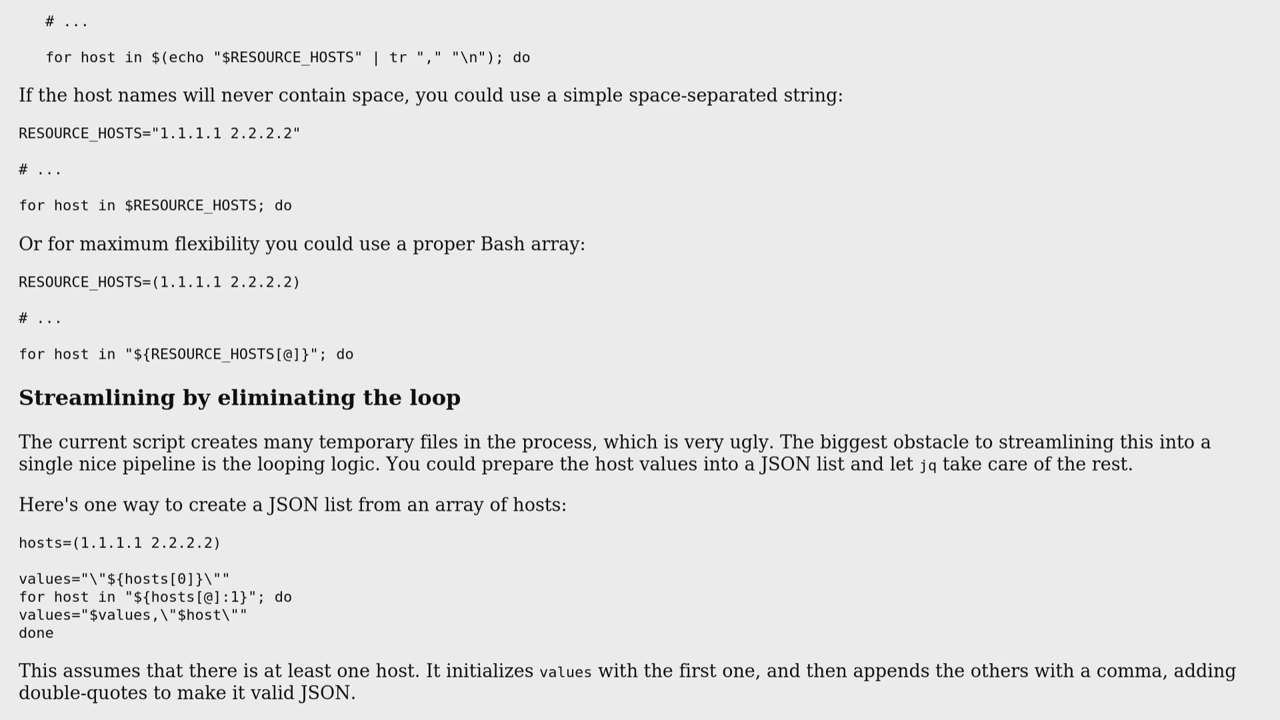 # ...
for host in $(echo "$RESOURCE_HOSTS" | tr "," "\n"); do
If the host names will never contain space, you could use a simple space-separated string:
RESOURCE_HOSTS="1.1.1.1 2.2.2.2"
# ...
for host in $RESOURCE_HOSTS; do
Or for maximum flexibility you could use a proper Bash array:
RESOURCE_HOSTS=(1.1.1.1 2.2.2.2)
# ...
for host in "${RESOURCE_HOSTS[@]}"; do
Streamlining by eliminating the loop
The current script creates many temporary files in the process, which is very ugly. The biggest obstacle to streamlining this into a
single nice pipeline is the looping logic. You could prepare the host values into a JSON list and let jq take care of the rest.
Here's one way to create a JSON list from an array of hosts:
hosts=(1.1.1.1 2.2.2.2)
values="\"${hosts[0]}\""
for host in "${hosts[@]:1}"; do
values="$values,\"$host\""
done
This assumes that there is at least one host. It initializes values with the first one, and then appends the others with a comma, adding
double-quotes to make it valid JSON.